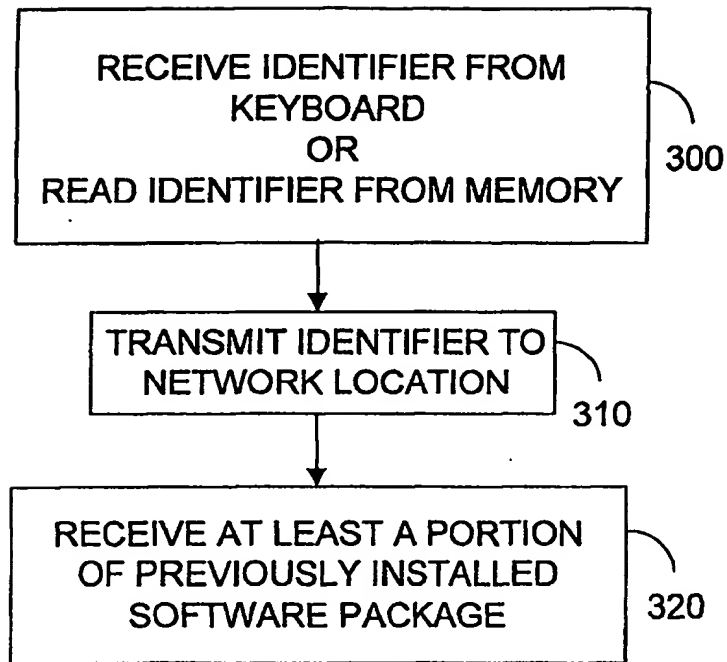 RECEIVE IDENTIFIER FROM
KEYBOARD
OR
READ IDENTIFIER FROM MEMORY
300
TRANSMIT IDENTIFIER TO
NETWORK LOCATION
310
RECEIVE AT LEAST A PORTION
OF PREVIOUSLY INSTALLED
SOFTWARE PACKAGE
320